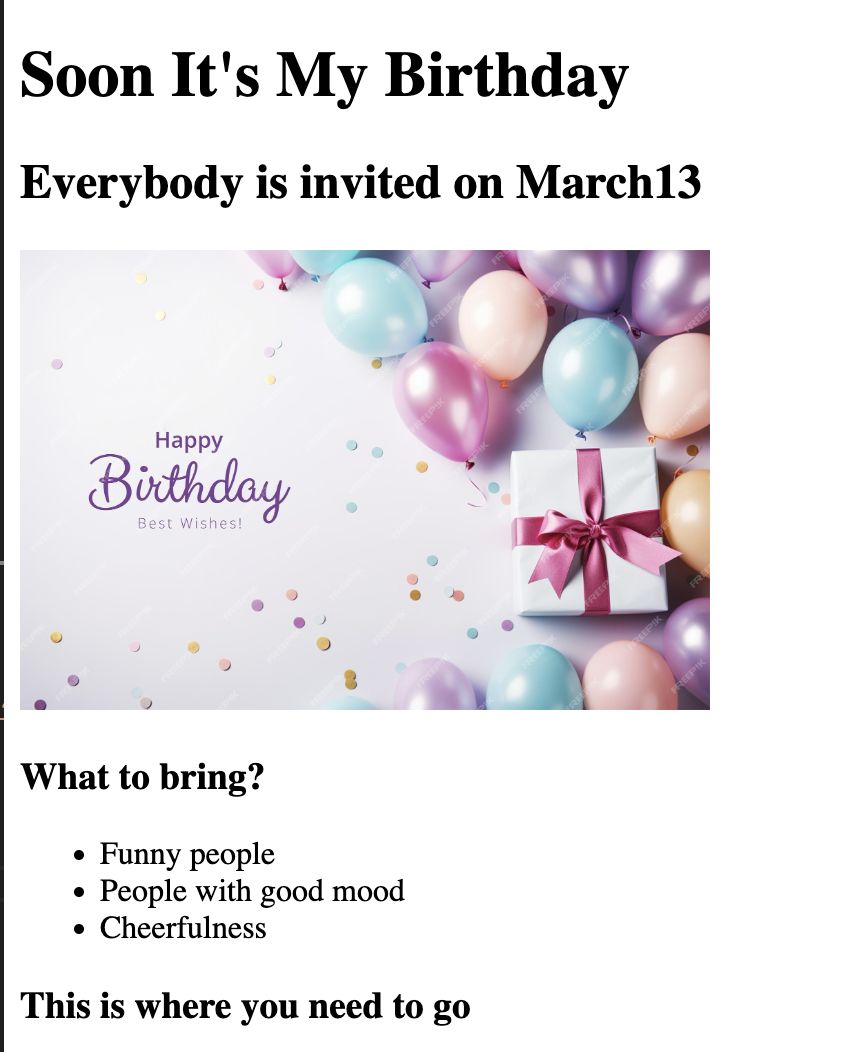 Soon It's My Birthday
Everybody is invited on March13
Happy
Birthday
Best Wishes!
What to bring?
Funny people
People with good mood
Cheerfulness
This is where you need to go